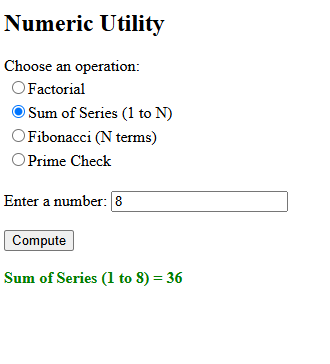 Numeric Utility
Choose an operation:
Factorial
Sum of Series (1 to N)
Fibonacci (N terms)
Prime Check
Enter a number: 8
Compute
Sum of Series (1 to 8) = 36